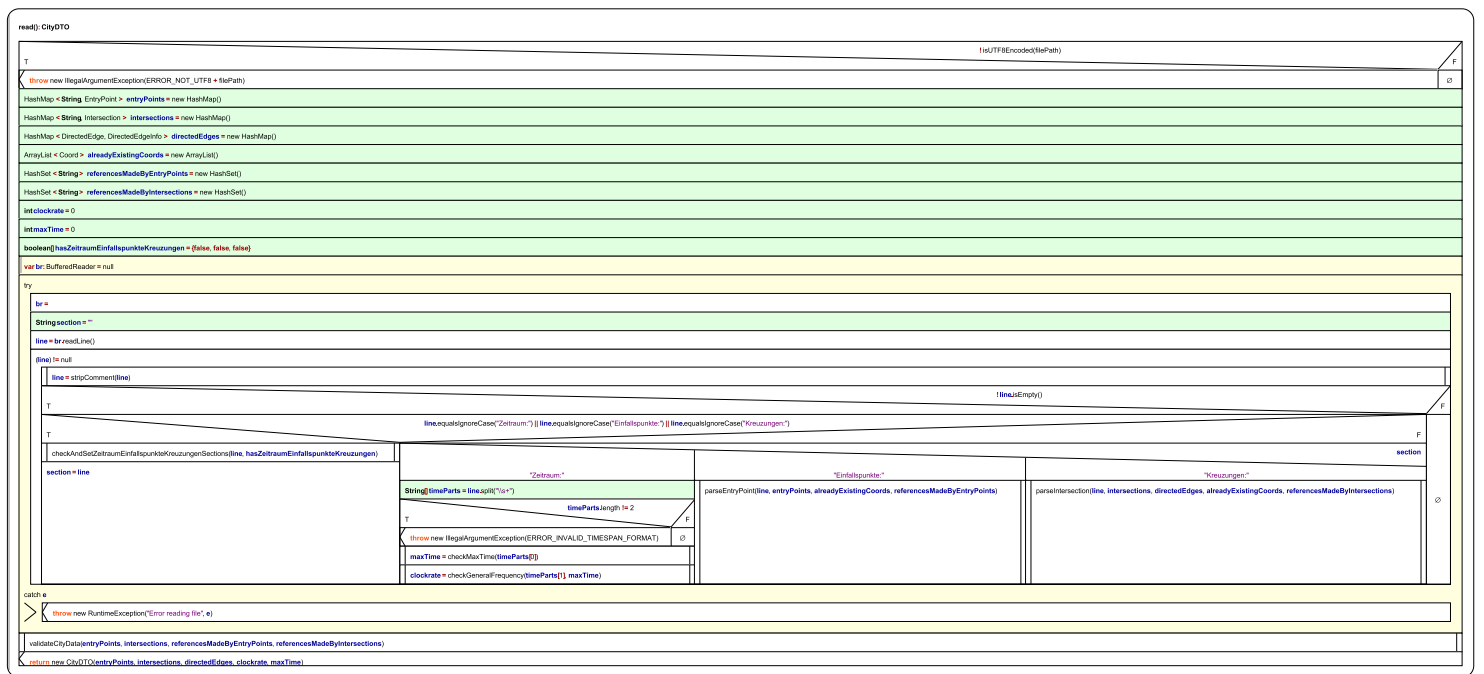 read(): CityDTO
!isUTF8Encoded(filePath)
T
F
throw new IllegalArgumentException(ERROR_NOT_UTF8 + filePath)
∅
HashMap < String, EntryPoint > entryPoints = new HashMap()
HashMap < String, Intersection > intersections = new HashMap()
HashMap < DirectedEdge, DirectedEdgeInfo > directedEdges = new HashMap()
ArrayList < Coord > alreadyExistingCoords = new ArrayList()
HashSet < String > referencesMadeByEntryPoints = new HashSet()
HashSet < String > referencesMadeByIntersections = new HashSet()
int clockrate = 0
int maxTime = 0
boolean[] hasZeitraumEinfallspunkteKreuzungen = {false, false, false}
var br: BufferedReader = null
try
br =
String section = ""
line = br.readLine()
(line) != null
line = stripComment(line)
!line.isEmpty()
T
F
line.equalsIgnoreCase("Zeitraum:") || line.equalsIgnoreCase("Einfallspunkte:") || line.equalsIgnoreCase("Kreuzungen:")
T
F
checkAndSetZeitraumEinfallspunkteKreuzungenSections(line, hasZeitraumEinfallspunkteKreuzungen)
section = line
section
"Zeitraum:"
"Einfallspunkte:"
"Kreuzungen:"
String[] timeParts = line.split("\\s+")
parseEntryPoint(line, entryPoints, alreadyExistingCoords, referencesMadeByEntryPoints)
parseIntersection(line, intersections, directedEdges, alreadyExistingCoords, referencesMadeByIntersections)
∅
timeParts.length != 2
T
F
throw new IllegalArgumentException(ERROR_INVALID_TIMESPAN_FORMAT)
∅
maxTime = checkMaxTime(timeParts[0])
clockrate = checkGeneralFrequency(timeParts[1], maxTime)
catch e
throw new RuntimeException("Error reading file", e)
validateCityData(entryPoints, intersections, referencesMadeByEntryPoints, referencesMadeByIntersections)
return new CityDTO(entryPoints, intersections, directedEdges, clockrate, maxTime)